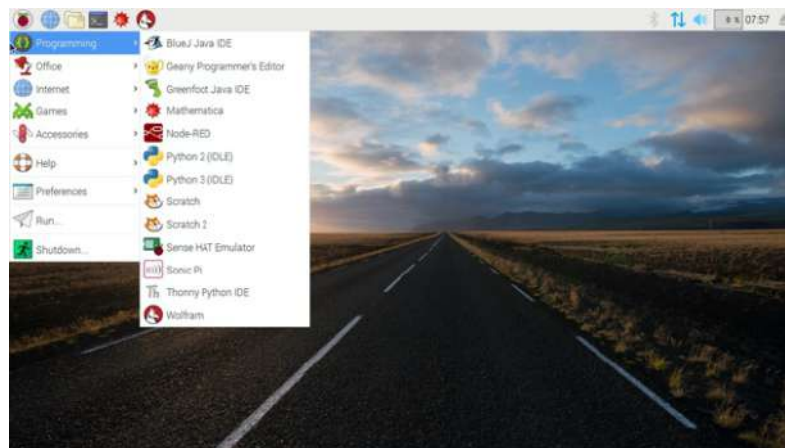 07:57
Programming
Office
Internet
Games
Accessories
Help
Preferences
Run...
Shutdown...
BlueJ Java IDE
Geany Programmer's Editor
Greenfoot Java IDE
Mathematica
Node-RED
Python 2 (IDLE)
Python 3 (IDLE)
Scratch
Scratch 2
Sense HAT Emulator
Sonic Pi
Thonny Python IDE
Wolfram